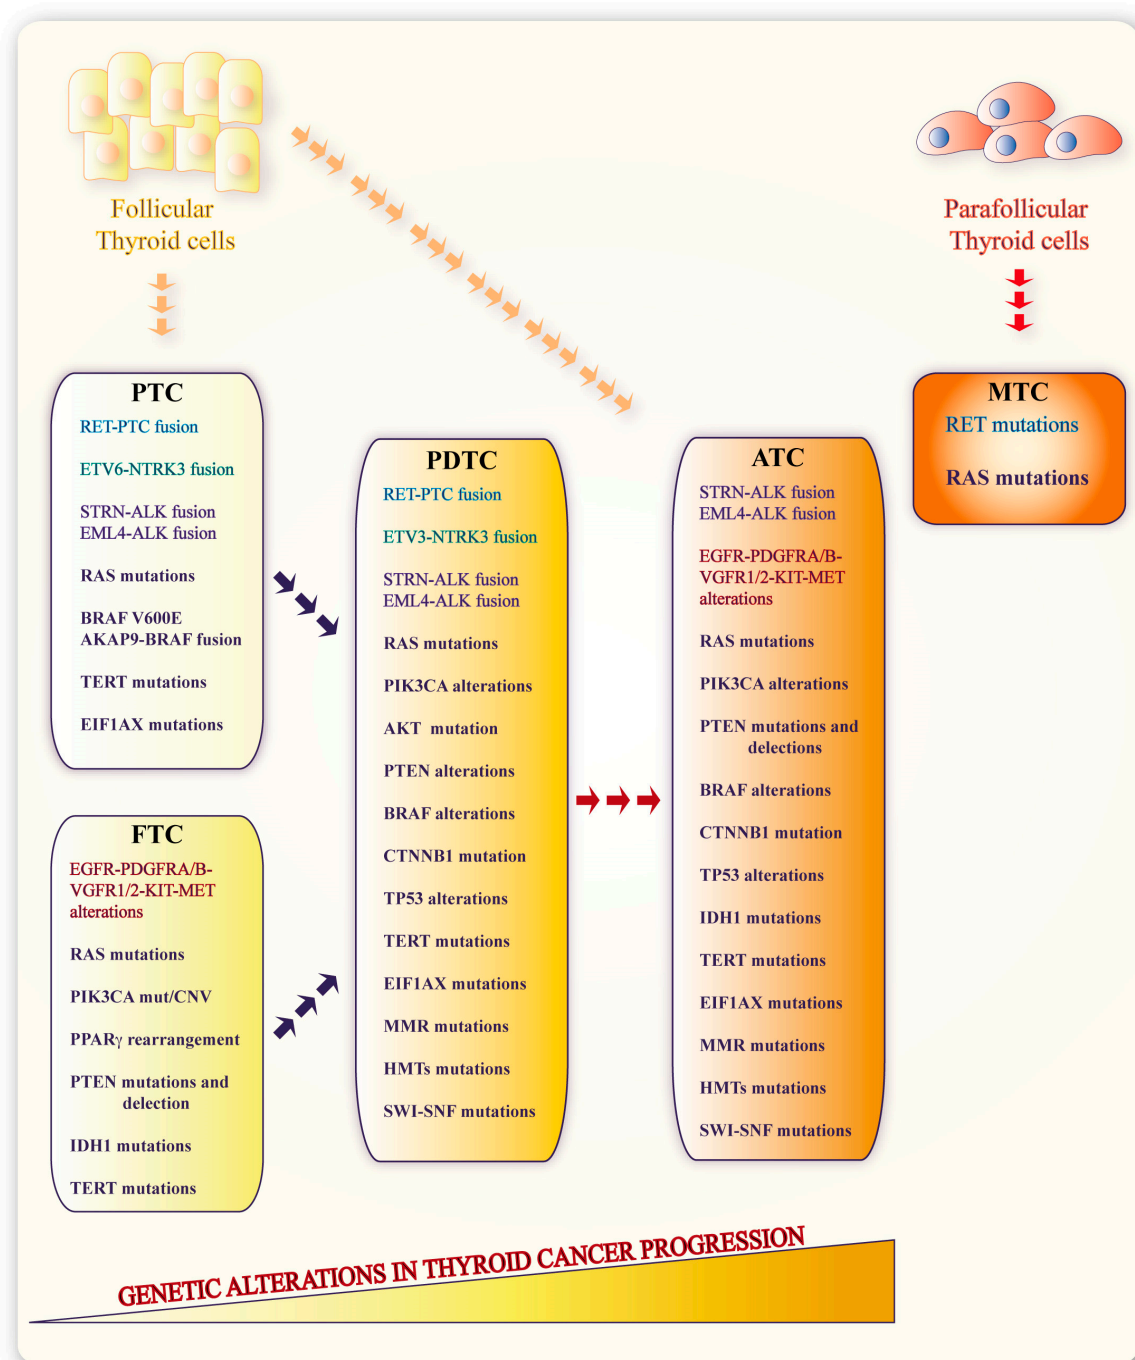 Follicular
Thyroid cells
Parafollicular
Thyroid cells
PTC
RET-PTC fusion
ETV6-NTRK3 fusion
STRN-ALK fusion
EML4-ALK fusion
RAS mutations
BRAF V600E
AKAP9-BRAF fusion
TERT mutations
EIF1AX mutations
FTC
EGFR-PDGFRA/B-
VGFR1/2-KIT-MET
alterations
RAS mutations
PIK3CA mut/CNV
PPARγ rearrangement
PTEN mutations and
delection
IDH1 mutations
TERT mutations
PDTC
RET-PTC fusion
ETV3-NTRK3 fusion
STRN-ALK fusion
EML4-ALK fusion
RAS mutations
PIK3CA alterations
AKT mutation
PTEN alterations
BRAF alterations
CTNNB1 mutation
TP53 alterations
TERT mutations
EIF1AX mutations
MMR mutations
HMTs mutations
SWI-SNF mutations
ATC
STRN-ALK fusion
EML4-ALK fusion
EGFR-PDGFRA/B-
VGFR1/2-KIT-MET
alterations
RAS mutations
PIK3CA alterations
PTEN mutations and
delections
BRAF alterations
CTNNB1 mutation
TP53 alterations
IDH1 mutations
TERT mutations
EIF1AX mutations
MMR mutations
HMTs mutations
SWI-SNF mutations
MTC
RET mutations
RAS mutations
GENETIC ALTERATIONS IN THYROID CANCER PROGRESSION